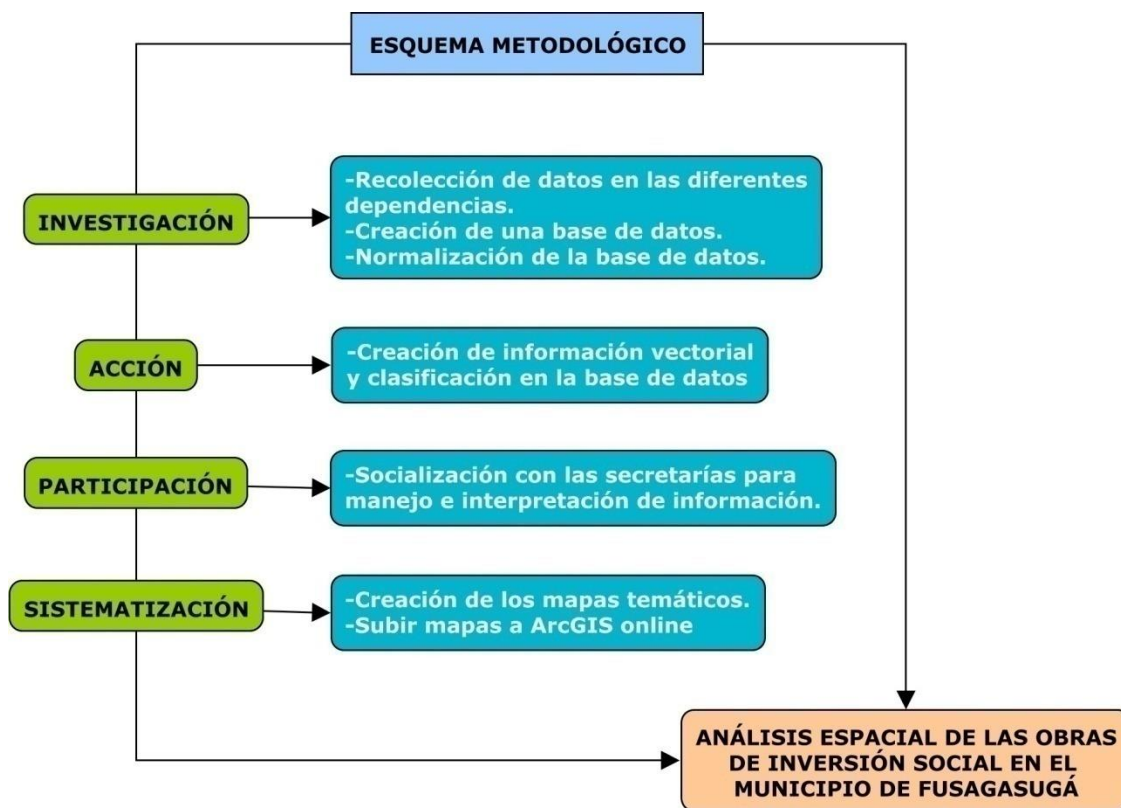 ESQUEMA METODOLÓGICO
INVESTIGACIÓN
-Recolección de datos en las diferentes
dependencias.
-Creación de una base de datos.
-Normalización de la base de datos.
ACCIÓN
-Creación de información vectorial
y clasificación en la base de datos
PARTICIPACIÓN
-Socialización con las secretarías para
manejo e interpretación de información.
SISTEMATIZACIÓN
-Creación de los mapas temáticos.
-Subir mapas a ArcGIS online
ANÁLISIS ESPACIAL DE LAS OBRAS
DE INVERSIÓN SOCIAL EN EL
MUNICIPIO DE FUSAGASUGÁ